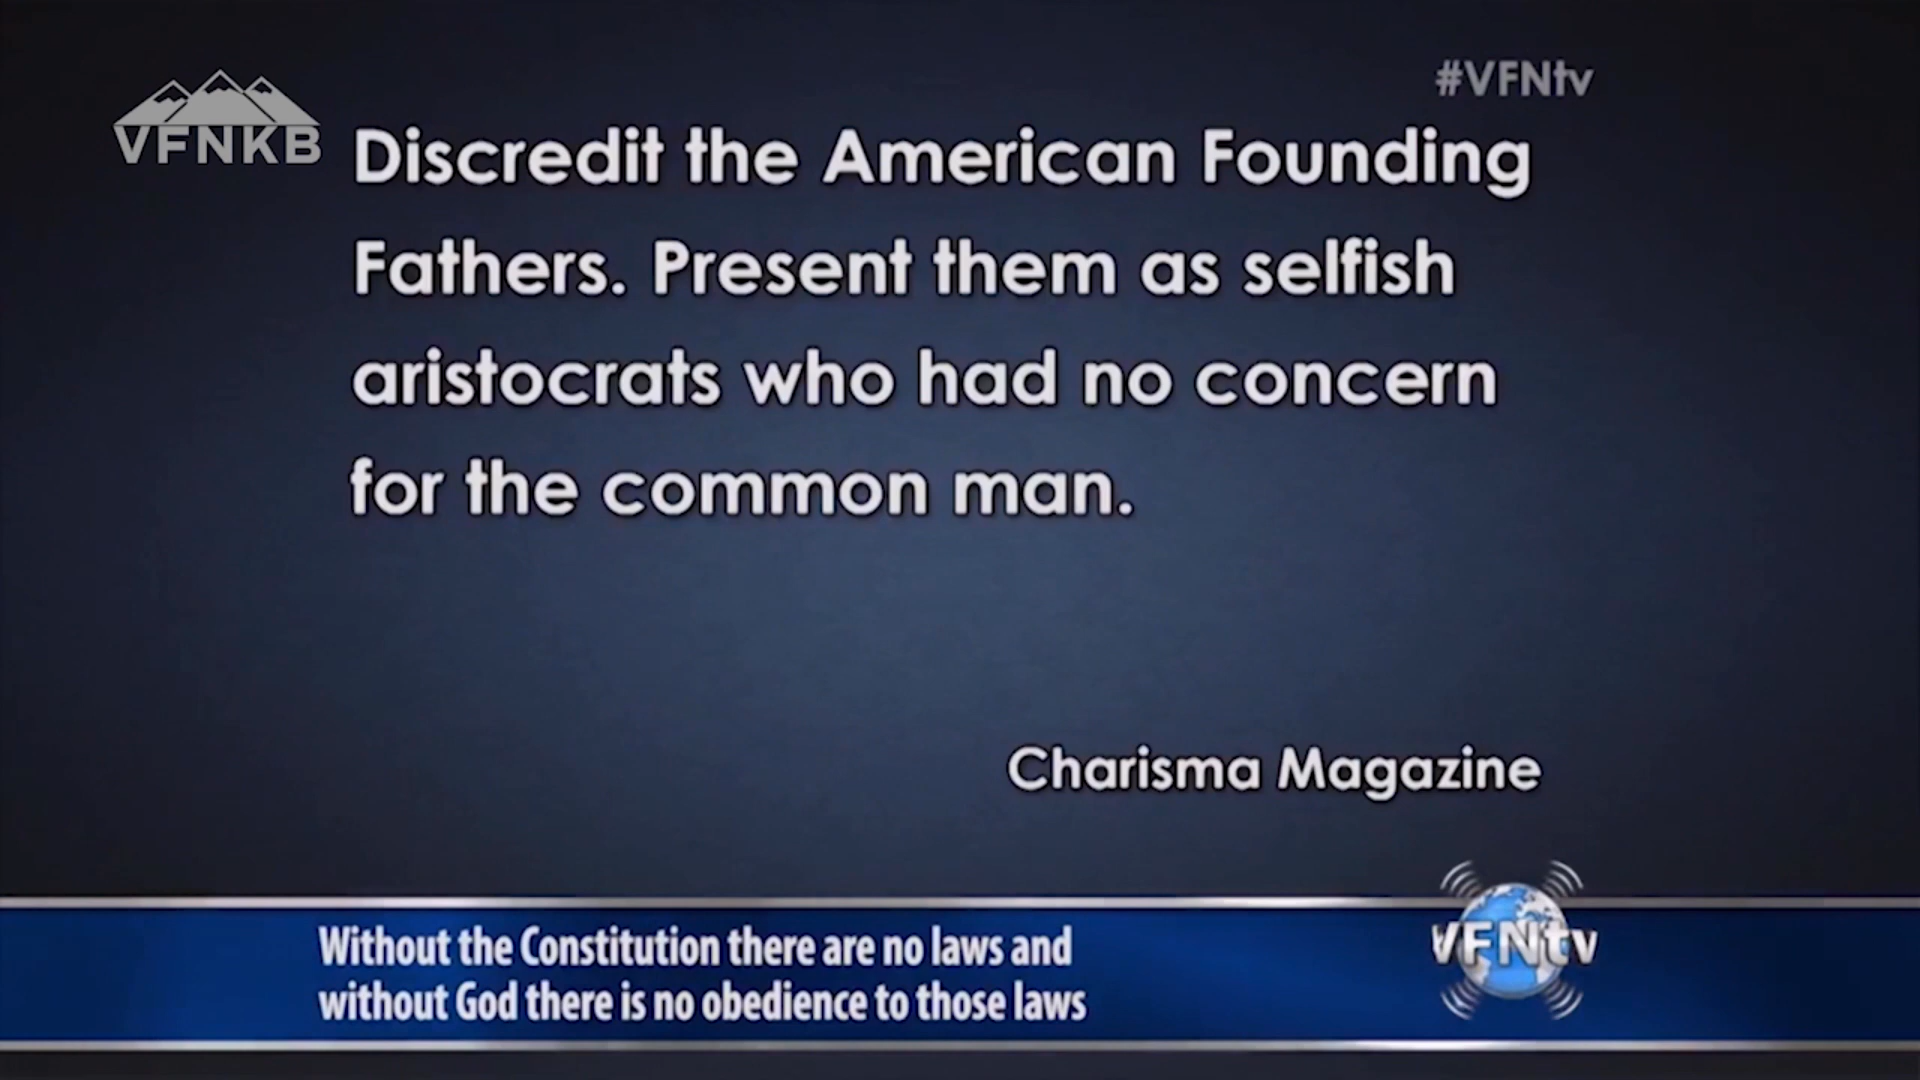 #VFNtv
VFNKB
Discredit the American Founding
Fathers. Present them as selfish
aristocrats who had no concern
for the common man.
Charisma Magazine
Without the Constitution there are no laws and
without God there is no obedience to those laws
VFNtv